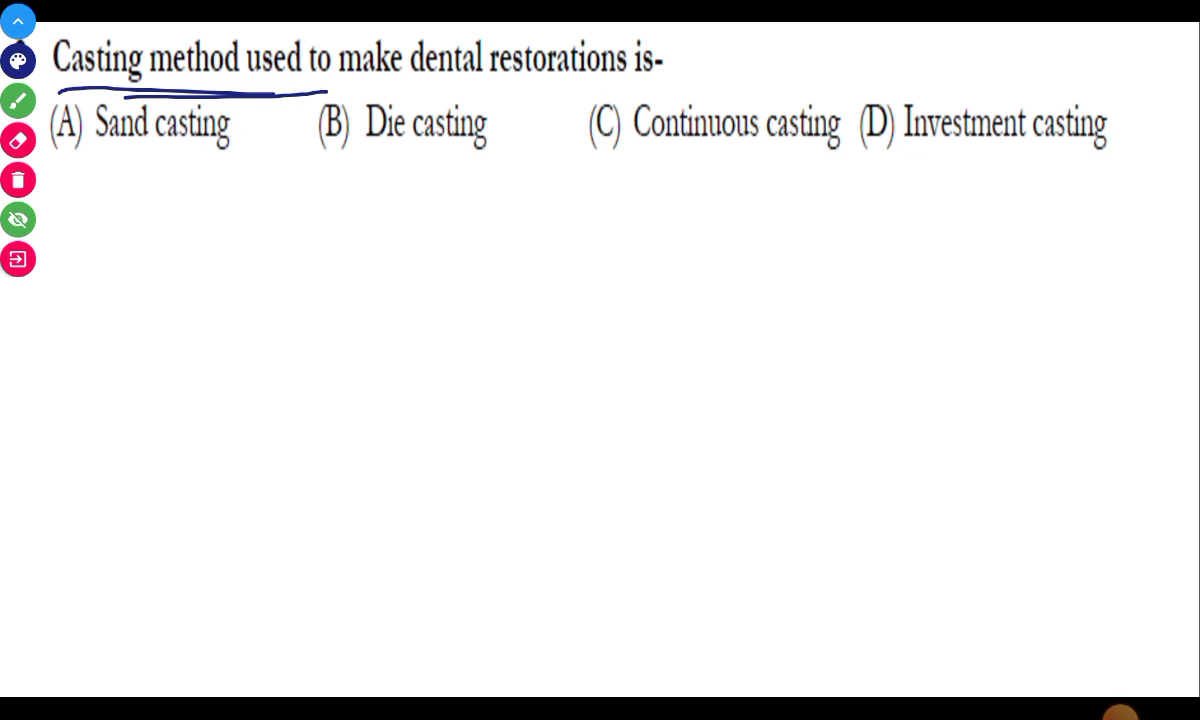 Casting method used to make dental restorations is-
(A) Sand casting (B) Die casting (C) Continuous casting (D) Investment casting